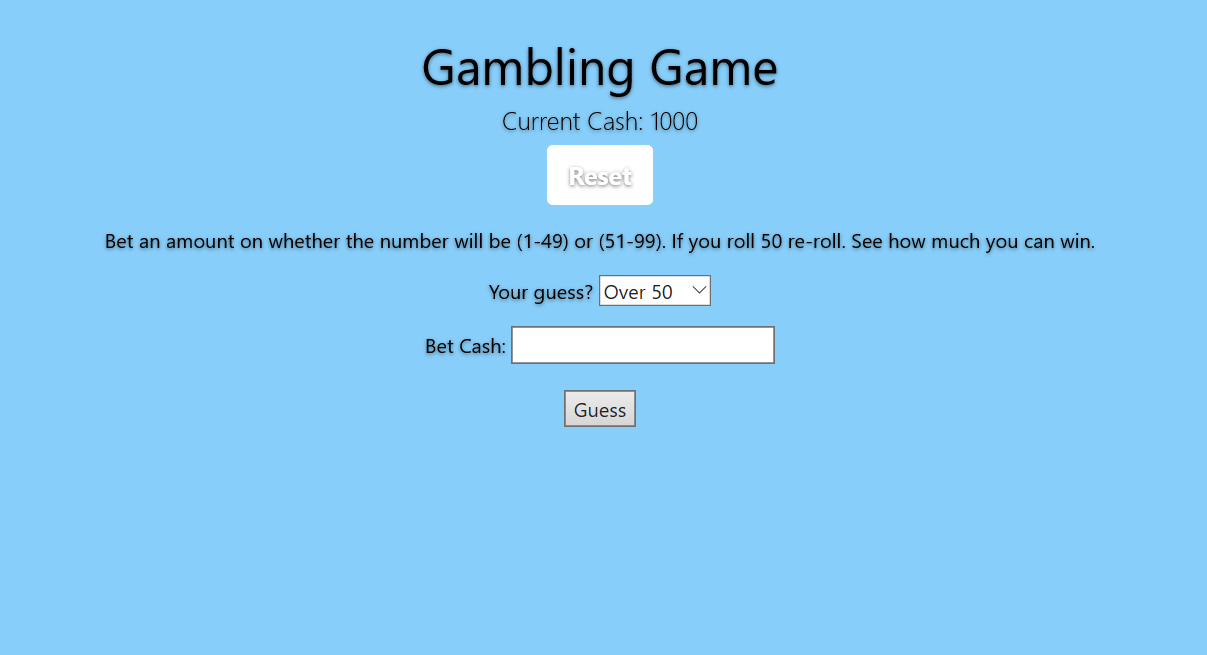 Gambling Game
Current Cash: 1000
Reset
Bet an amount on whether the number will be (1-49) or (51-99). If you roll 50 re-roll. See how much you can win.
Your guess? Over 50
Bet Cash:
Guess